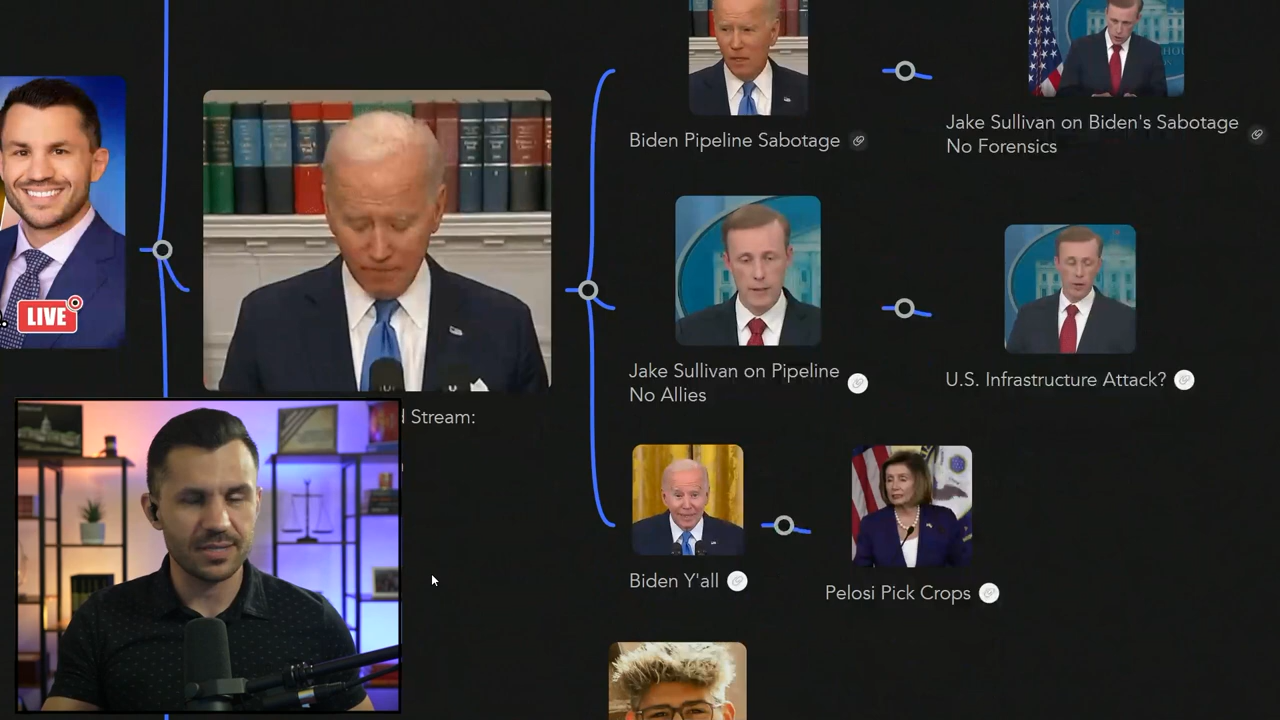 Biden Pipeline Sabotage
Jake Sullivan on Biden's Sabotage
No Forensics
LIVE
Jake Sullivan on Pipeline
No Allies
U.S. Infrastructure Attack?
d Stream:
Biden Y'all
Pelosi Pick Crops